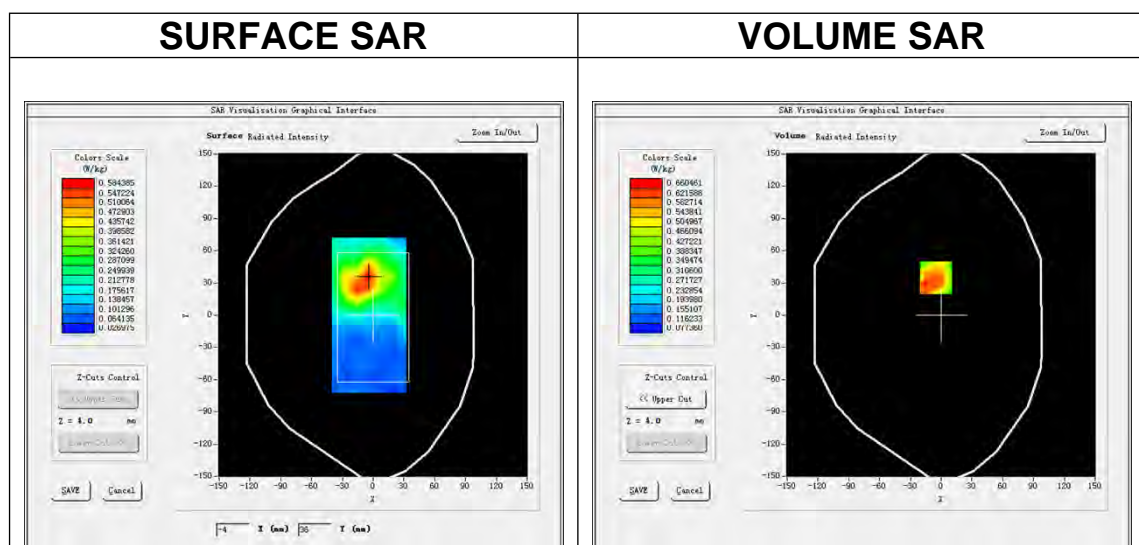 SURFACE SAR
VOLUME SAR
SAR Visualisation Graphical Interface
Surface Radiated Intensity
Zoom In/Out
Colors Scale
(W/kg)
0.584385
0.547224
0.510064
0.472903
0.435742
0.398582
0.361421
0.324260
0.287099
0.249939
0.212778
0.175617
0.138457
0.101296
0.064135
0.026975
Z-Cuts Control
Z = 4.0 mm
SAVE
Cancel
150
120
90
60
30
0
-30
-60
-90
-120
-150
Y
-150 -120 -90 -60 -30 0 30 60 90 120 150
X
-4 X (mm) 36 Y (mm)
SAR Visualisation Graphical Interface
Volume Radiated Intensity
Zoom In/Out
Colors Scale
(W/kg)
0.660461
0.621588
0.582714
0.543841
0.504967
0.466094
0.427221
0.388347
0.349474
0.310600
0.271727
0.232854
0.193980
0.155107
0.116233
0.077360
Z-Cuts Control
<< Upper Cut
Z = 4.0 mm
SAVE
Cancel
150
120
90
60
30
0
-30
-60
-90
-120
-150
Y
-150 -120 -90 -60 -30 0 30 60 90 120 150
X